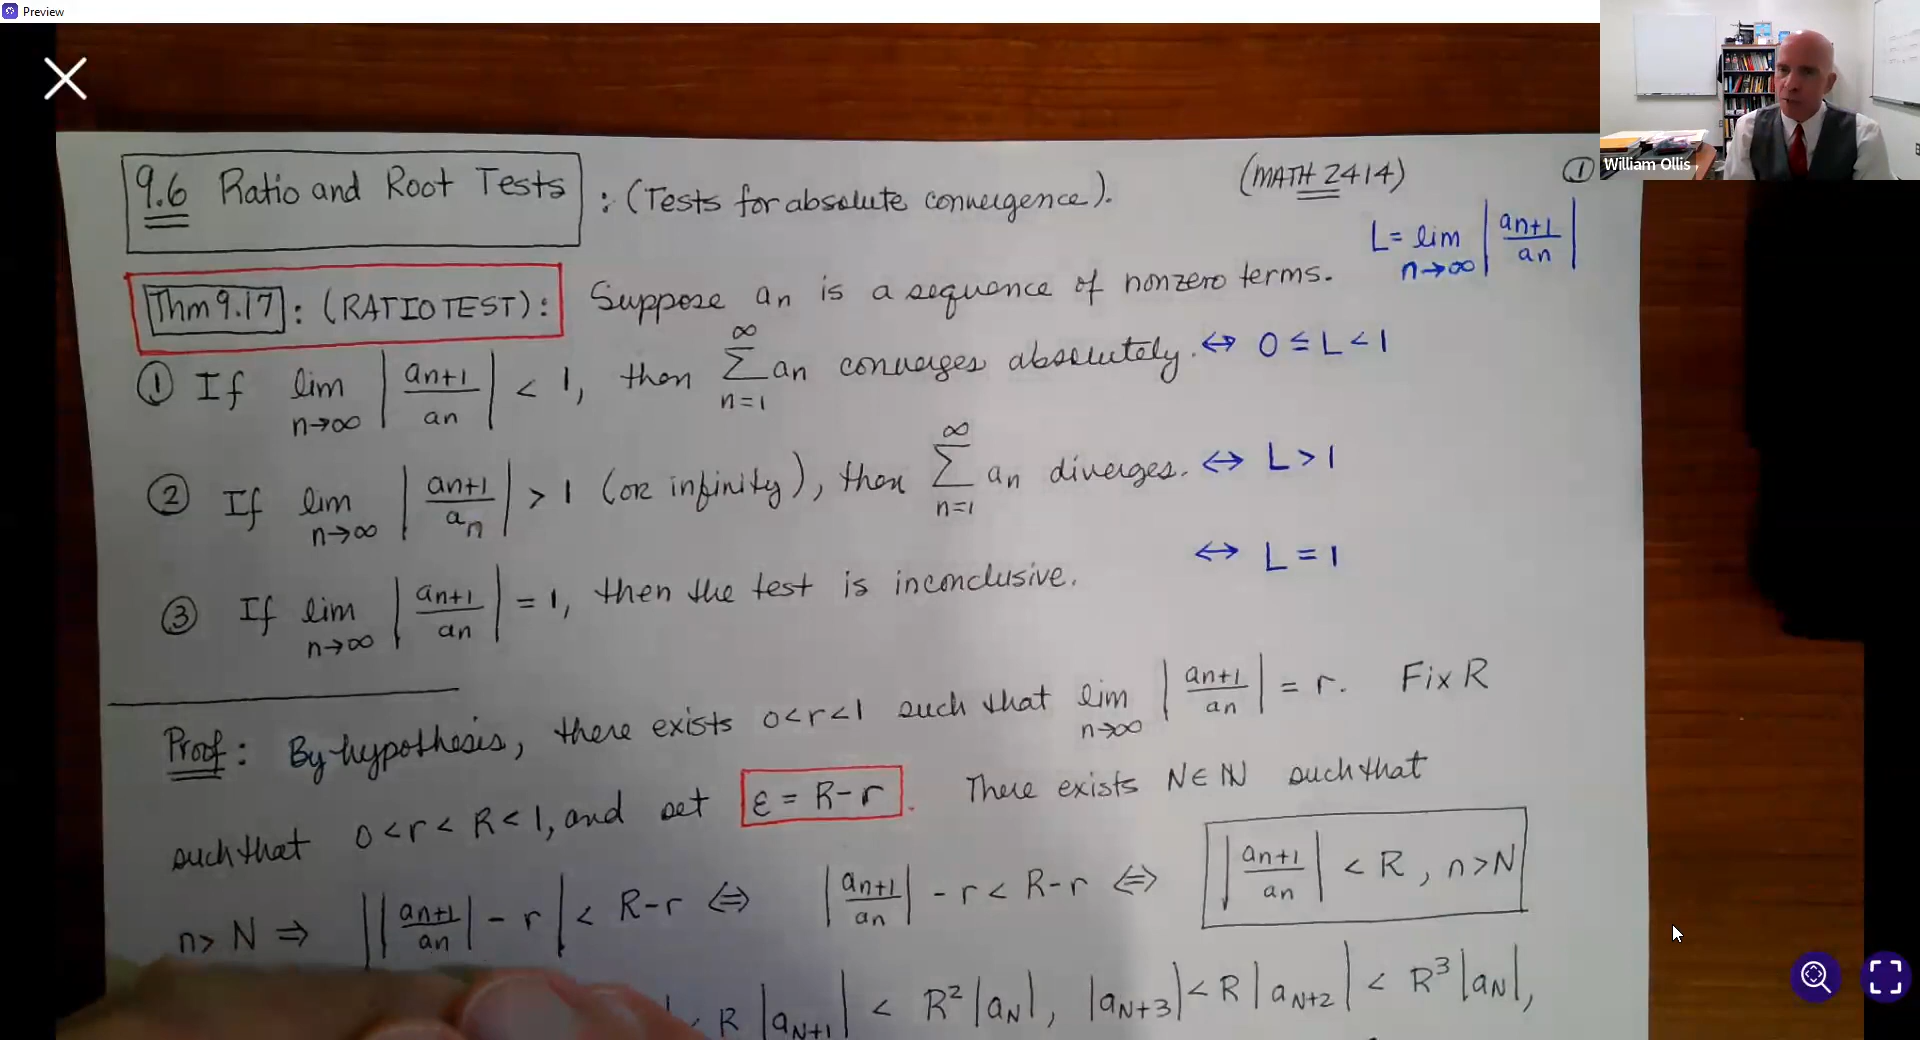 Preview
William Ollis
9.6 Ratio and Root Tests : (Tests for absolute convergence). (MATH 2414) ①
L = lim n→∞ |an+1/an|
Thm 9.17 : (RATIO TEST) : Suppose an is a sequence of nonzero terms.
① If lim n→∞ |an+1/an| < 1, then ∞ Σ n=1 an converges absolutely. ⟷ 0 ≤ L < 1
② If lim n→∞ |an+1/an| > 1 (or infinity), then ∞ Σ n=1 an diverges. ⟷ L > 1
③ If lim n→∞ |an+1/an| = 1, then the test is inconclusive. ⟷ L = 1
Proof : By hypothesis, there exists 0<r<1 such that lim n→∞ |an+1/an| = r. Fix R
such that 0<r<R<1, and set ε = R-r. There exists N∈ℕ such that
n> N ⇒ ||an+1/an| - r| < R-r ⇔ |an+1/an| - r < R-r ⇔ |an+1/an| < R, n>N
R |aN+1| < R² |aN|, |aN+3| < R |aN+2| < R³ |aN|,